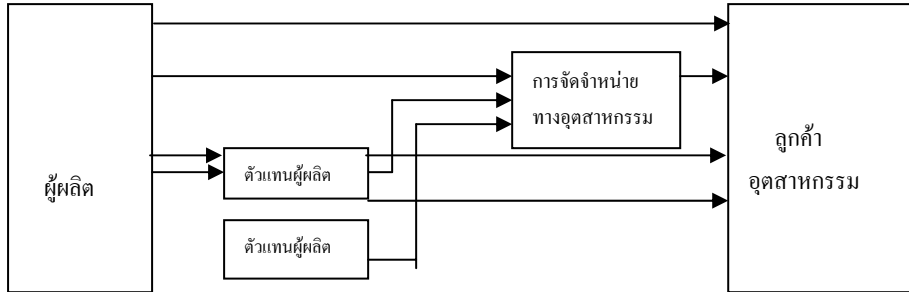 ผู้ผลิต
ตัวแทนผู้ผลิต
ตัวแทนผู้ผลิต
การจัดจำหน่าย
ทางอุตสาหกรรม
ลูกค้า
อุตสาหกรรม